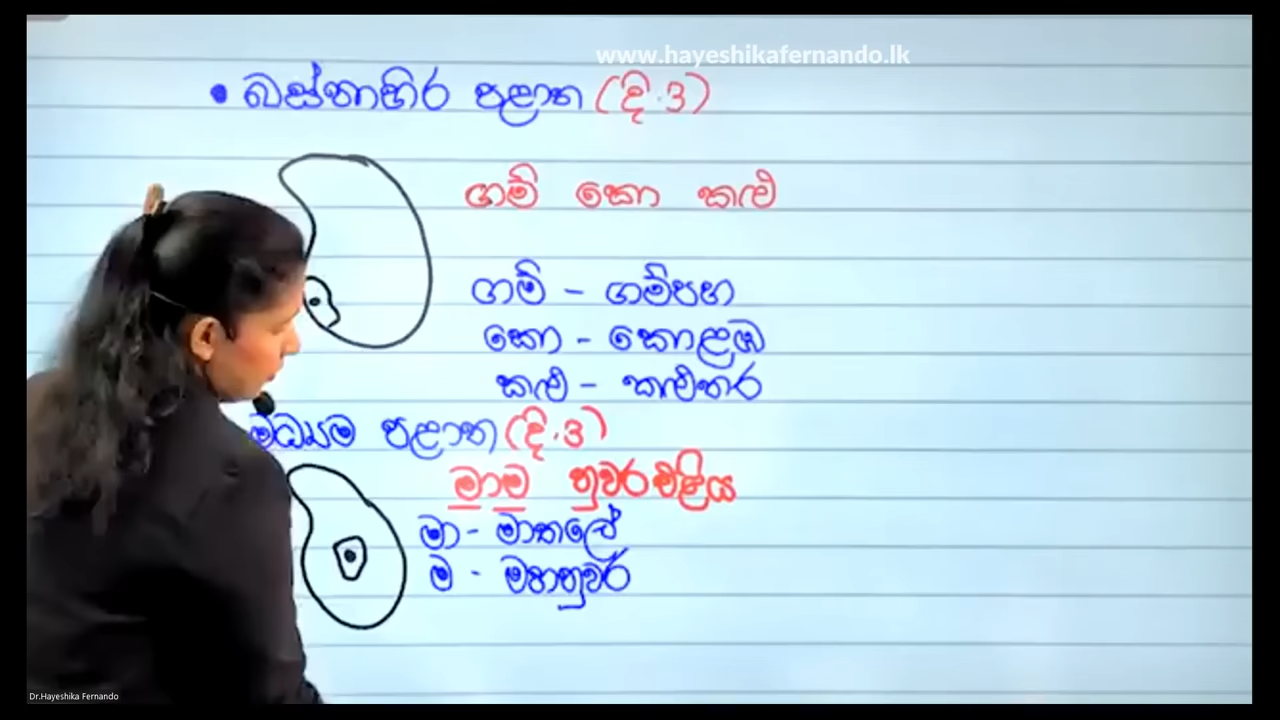 www.hayeshikafernando.lk
• බස්නාහිර පළාත (දි.3)
ගම් කො කළු
ගම් - ගම්පහ
කො - කොළඹ
කළු - කළුතර
මධ්‍යම පළාත (දි.3)
මාම නුවරඑළිය
මා - මාතලේ
ම - මහනුවර
Dr.Hayeshika Fernando